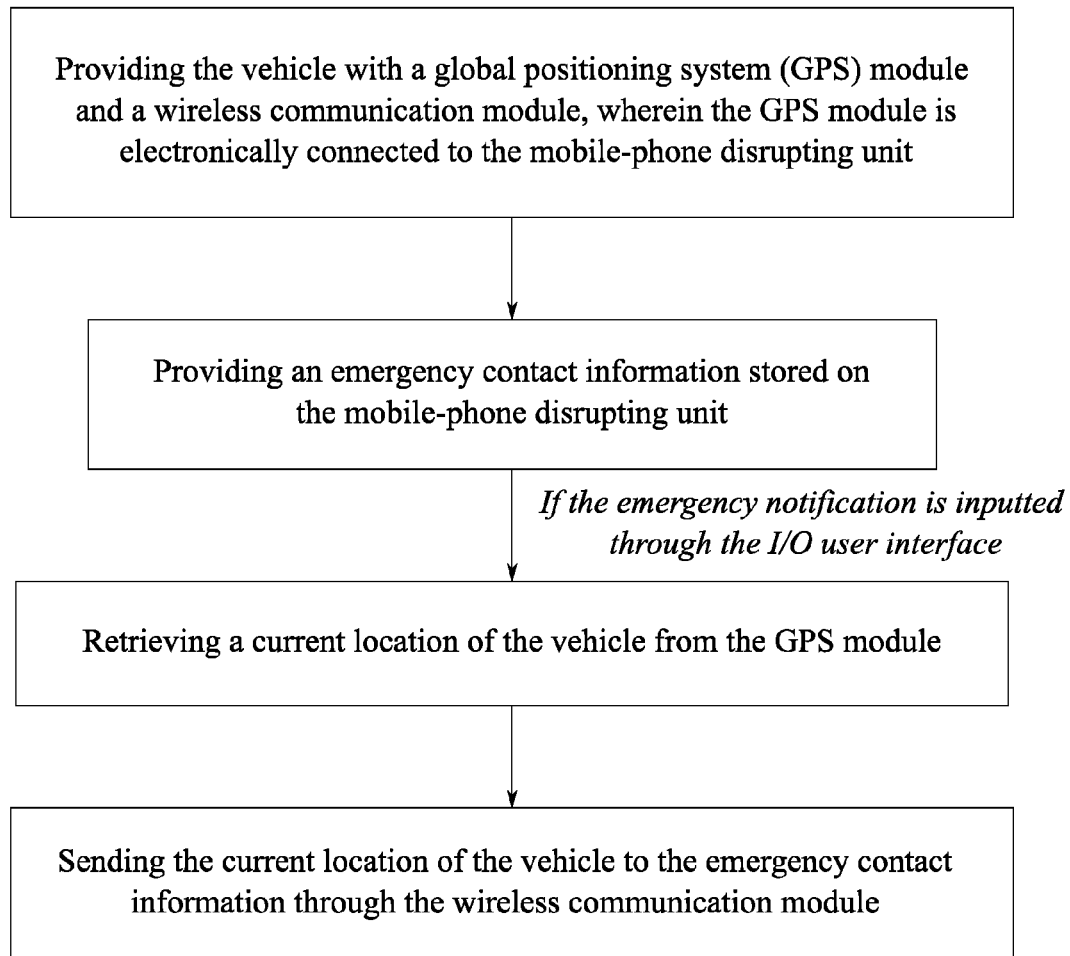 Providing the vehicle with a global positioning system (GPS) module
and a wireless communication module, wherein the GPS module is
electronically connected to the mobile-phone disrupting unit
Providing an emergency contact information stored on
the mobile-phone disrupting unit
If the emergency notification is inputted
through the I/O user interface
Retrieving a current location of the vehicle from the GPS module
Sending the current location of the vehicle to the emergency contact
information through the wireless communication module